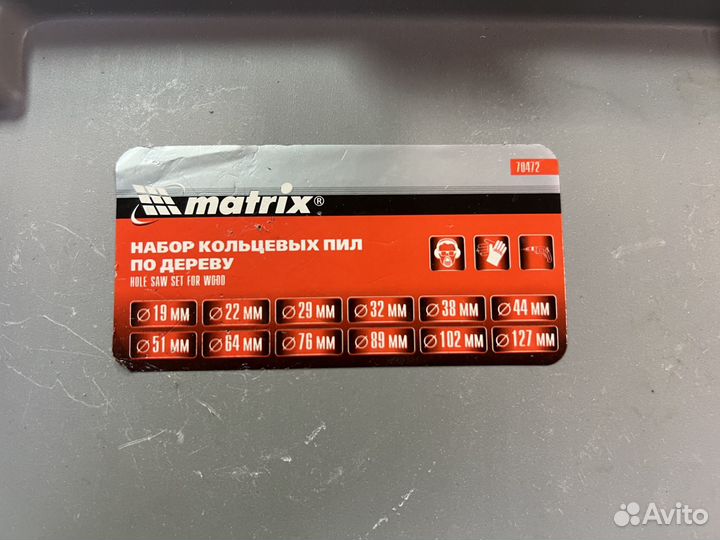 70472
matrix®
НАБОР КОЛЬЦЕВЫХ ПИЛ
ПО ДЕРЕВУ
HOLE SAW SET FOR WOOD
⌀19 ММ ⌀22 ММ ⌀29 ММ ⌀32 ММ ⌀38 ММ ⌀44 ММ
⌀51 ММ ⌀64 ММ ⌀76 ММ ⌀89 ММ ⌀102 ММ ⌀127 ММ
Avito